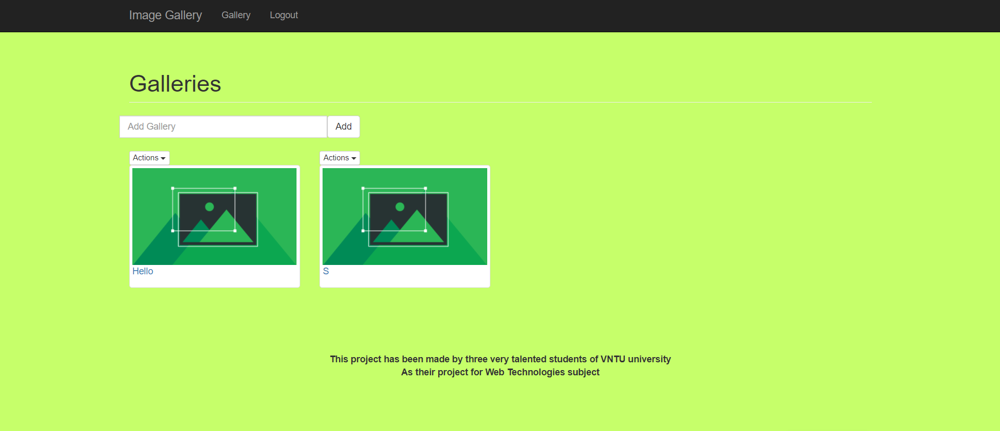 Image Gallery Gallery Logout
Galleries
Add Gallery Add
Actions Actions
Hello S
This project has been made by three very talented students of VNTU university
As their project for Web Technologies subject